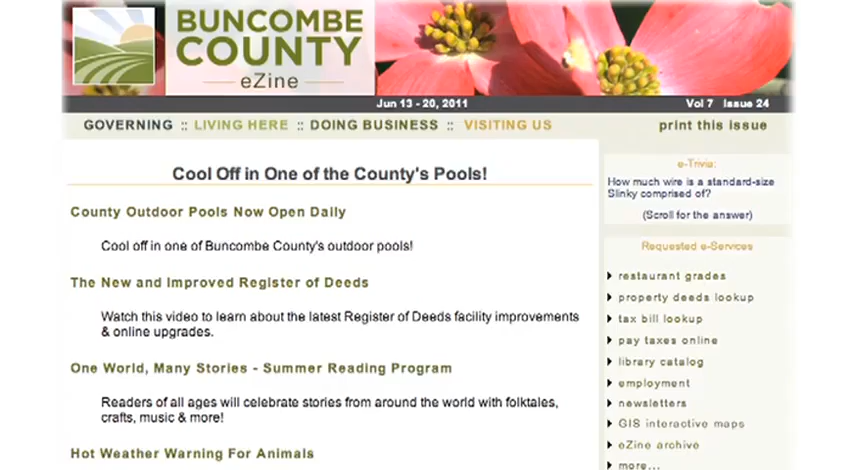 BUNCOMBE
COUNTY
eZine
Jun 13 - 20, 2011
Vol 7 Issue 24
GOVERNING :: LIVING HERE :: DOING BUSINESS :: VISITING US
print this issue
Cool Off in One of the County's Pools!
County Outdoor Pools Now Open Daily
Cool off in one of Buncombe County's outdoor pools!
The New and Improved Register of Deeds
Watch this video to learn about the latest Register of Deeds facility improvements
& online upgrades.
One World, Many Stories - Summer Reading Program
Readers of all ages will celebrate stories from around the world with folktales,
crafts, music & more!
Hot Weather Warning For Animals
e-Trivia:
How much wire is a standard-size
Slinky comprised of?
(Scroll for the answer)
Requested e-Services
restaurant grades
property deeds lookup
tax bill lookup
pay taxes online
library catalog
employment
newsletters
GIS interactive maps
eZine archive
more...